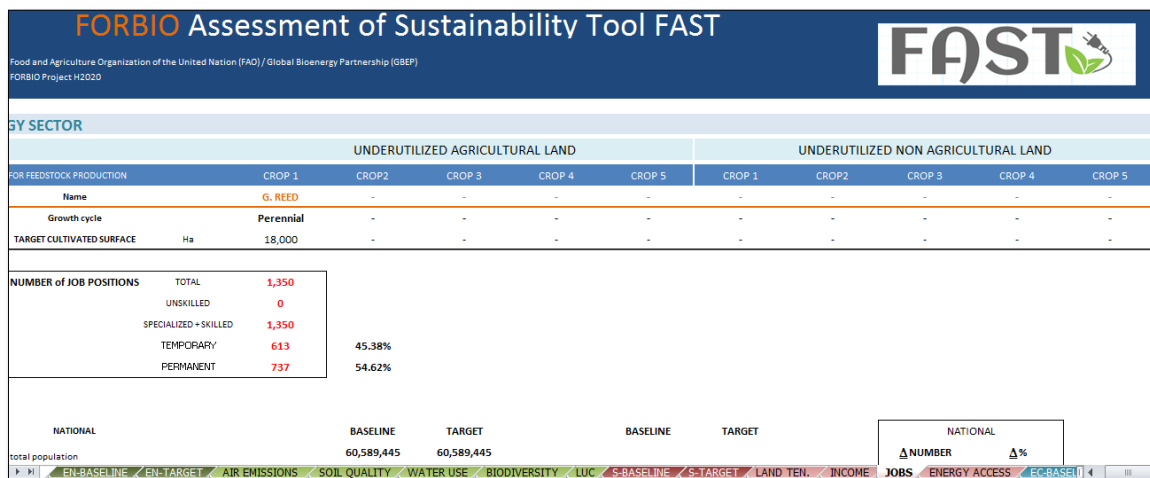 FORBIO Assessment of Sustainability Tool FAST
FAST
Food and Agriculture Organization of the United Nation (FAO) / Global Bioenergy Partnership (GBEP)
FORBIO Project H2020
GY SECTOR
UNDERUTILIZED AGRICULTURAL LAND UNDERUTILIZED NON AGRICULTURAL LAND
FOR FEEDSTOCK PRODUCTION CROP 1 CROP2 CROP 3 CROP 4 CROP 5 CROP 1 CROP2 CROP 3 CROP 4 CROP 5
Name G. REED - - - - - - - - -
Growth cycle Perennial - - - - - - - - -
TARGET CULTIVATED SURFACE Ha 18,000 - - - - - - - - -
NUMBER of JOB POSITIONS TOTAL 1,350
UNSKILLED 0
SPECIALIZED + SKILLED 1,350
TEMPORARY 613 45.38%
PERMANENT 737 54.62%
NATIONAL BASELINE TARGET BASELINE TARGET NATIONAL
total population 60,589,445 60,589,445 Δ NUMBER Δ %
EN-BASELINE EN-TARGET AIR EMISSIONS SOIL QUALITY WATER USE BIODIVERSITY LUC S-BASELINE S-TARGET LAND TEN. INCOME JOBS ENERGY ACCESS EC-BASELI